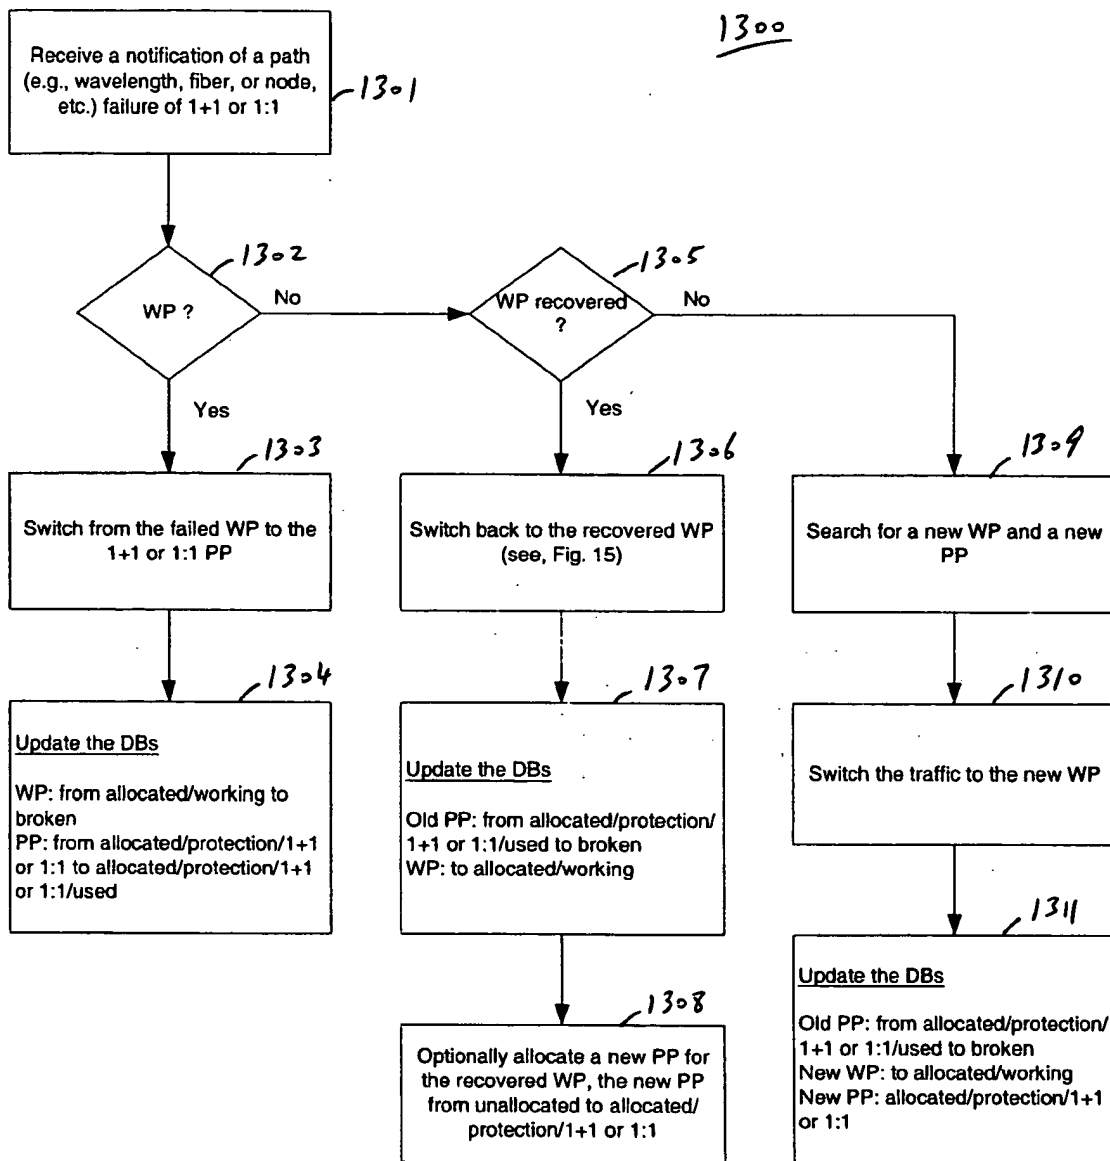 1300
Receive a notification of a path
(e.g., wavelength, fiber, or node,
etc.) failure of 1+1 or 1:1
1301
1302
WP ?
No
Yes
1305
WP recovered
?
No
Yes
1303
Switch from the failed WP to the
1+1 or 1:1 PP
1306
Switch back to the recovered WP
(see, Fig. 15)
1309
Search for a new WP and a new
PP
1304
Update the DBs
WP: from allocated/working to
broken
PP: from allocated/protection/1+1
or 1:1 to allocated/protection/1+1
or 1:1/used
1307
Update the DBs
Old PP: from allocated/protection/
1+1 or 1:1/used to broken
WP: to allocated/working
1310
Switch the traffic to the new WP
1308
Optionally allocate a new PP for
the recovered WP, the new PP
from unallocated to allocated/
protection/1+1 or 1:1
1311
Update the DBs
Old PP: from allocated/protection/
1+1 or 1:1/used to broken
New WP: to allocated/working
New PP: allocated/protection/1+1
or 1:1